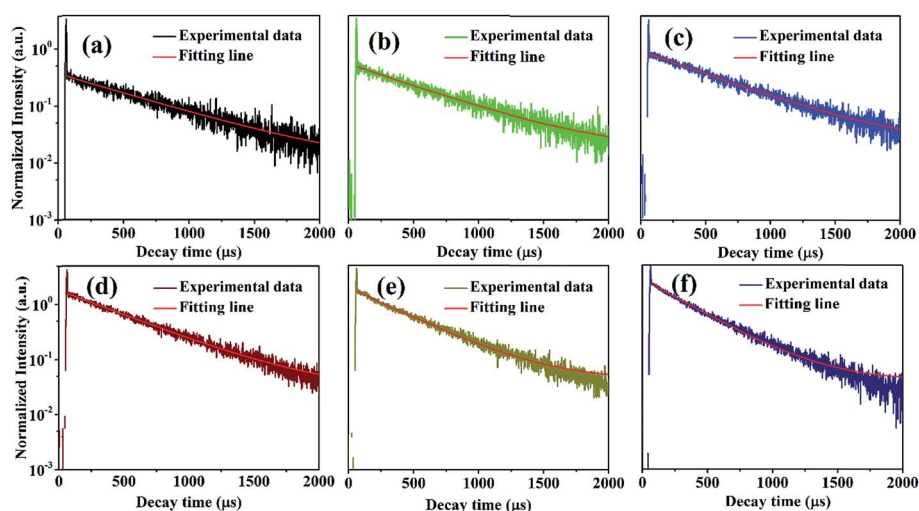 (a) Experimental data
Fitting line
(b) Experimental data
Fitting line
(c) Experimental data
Fitting line
Normalized Intensity (a.u.)
10⁰
10⁻¹
10⁻²
10⁻³
0 500 1000 1500 2000
0 500 1000 1500 2000
0 500 1000 1500 2000
Decay time (μs)
Decay time (μs)
Decay time (μs)
(d) Experimental data
Fitting line
(e) Experimental data
Fitting line
(f) Experimental data
Fitting line
Normalized Intensity (a.u.)
10⁰
10⁻¹
10⁻²
10⁻³
0 500 1000 1500 2000
0 500 1000 1500 2000
0 500 1000 1500 2000
Decay time (μs)
Decay time (μs)
Decay time (μs)